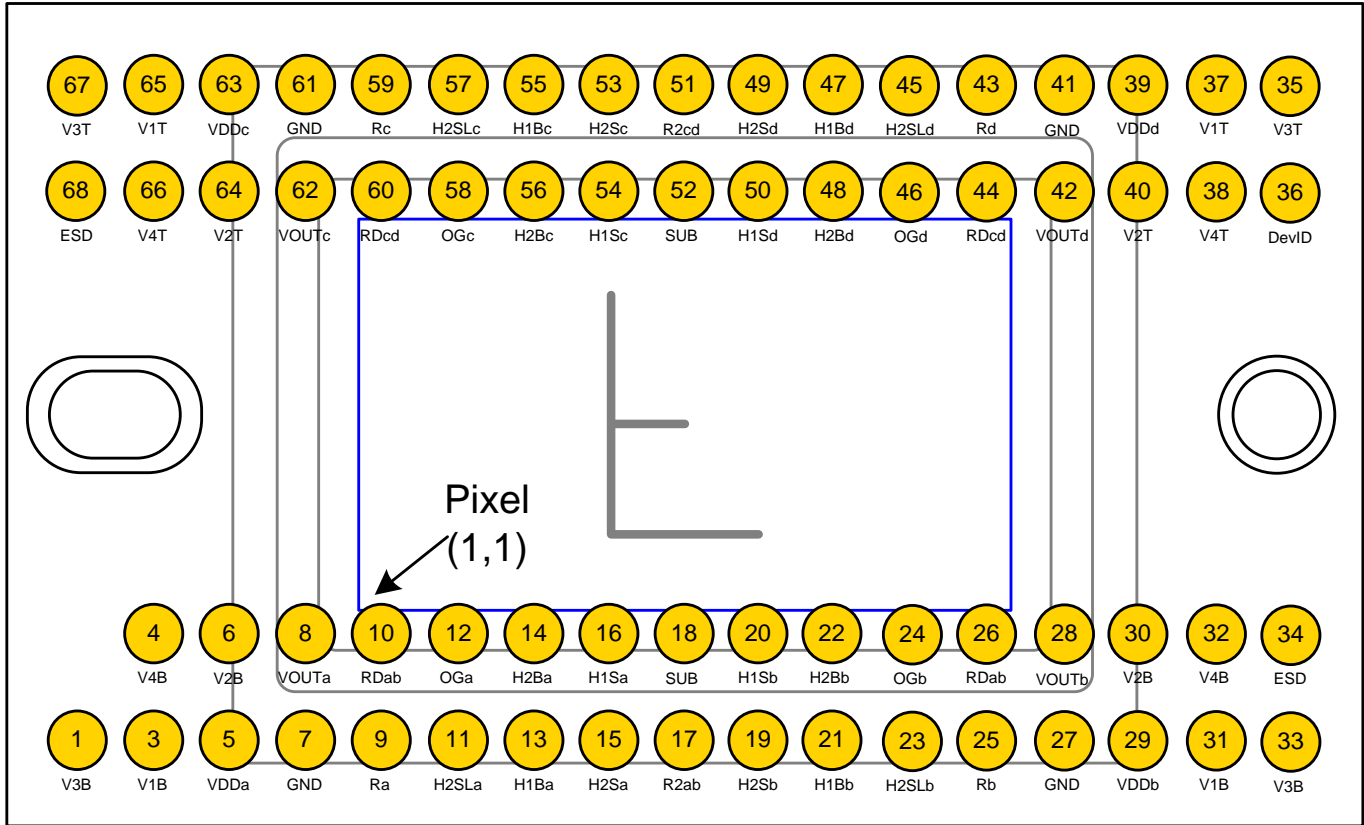 67 65 63 61 59 57 55 53 51 49 47 45 43 41 39 37 35
V3T V1T VDDc GND Rc H2SLc H1Bc H2Sc R2cd H2Sd H1Bd H2SLd Rd GND VDDd V1T V3T
68 66 64 62 60 58 56 54 52 50 48 46 44 42 40 38 36
ESD V4T V2T VOUTc RDcd OGc H2Bc H1Sc SUB H1Sd H2Bd OGd RDcd VOUTd V2T V4T DevID
Pixel
(1,1)
4 6 8 10 12 14 16 18 20 22 24 26 28 30 32 34
V4B V2B VOUTa RDab OGa H2Ba H1Sa SUB H1Sb H2Bb OGb RDab VOUTb V2B V4B ESD
1 3 5 7 9 11 13 15 17 19 21 23 25 27 29 31 33
V3B V1B VDDa GND Ra H2SLa H1Ba H2Sa R2ab H2Sb H1Bb H2SLb Rb GND VDDb V1B V3B